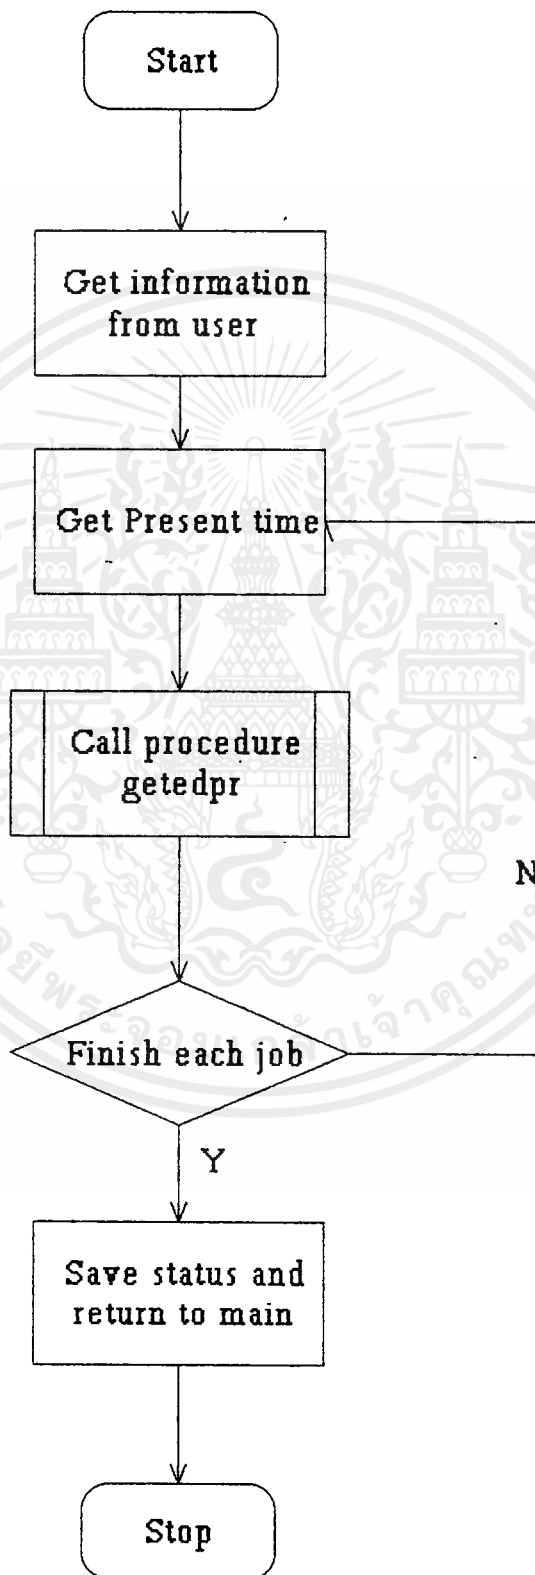 Start
Get information
from user
Get Present time
Call procedure
getedpr
N
Finish each job
Y
Save status and
return to main
Stop